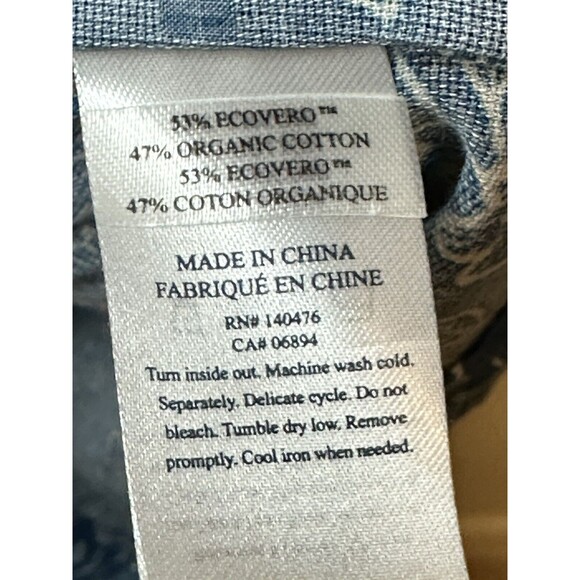 53% ECOVERO™
47% ORGANIC COTTON
53% ECOVERO™
47% COTON ORGANIQUE
MADE IN CHINA
FABRIQUÉ EN CHINE
RN# 140476
CA# 06894
Turn inside out. Machine wash cold.
Separately. Delicate cycle. Do not
bleach. Tumble dry low. Remove
promptly. Cool iron when needed.